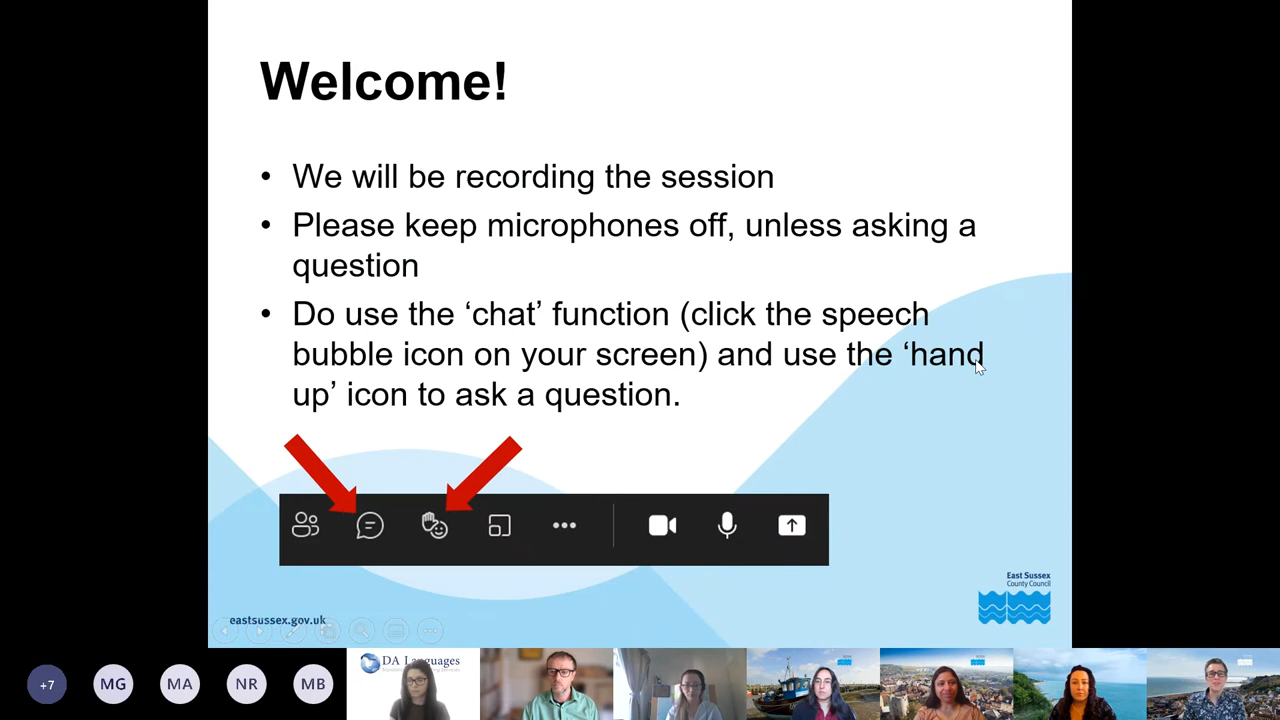 Welcome!
• We will be recording the session
• Please keep microphones off, unless asking a
question
• Do use the ‘chat’ function (click the speech
bubble icon on your screen) and use the ‘hand
up’ icon to ask a question.
East Sussex
County Council
eastsussex.gov.uk
+7
MG
MA
NR
MB
DA Languages